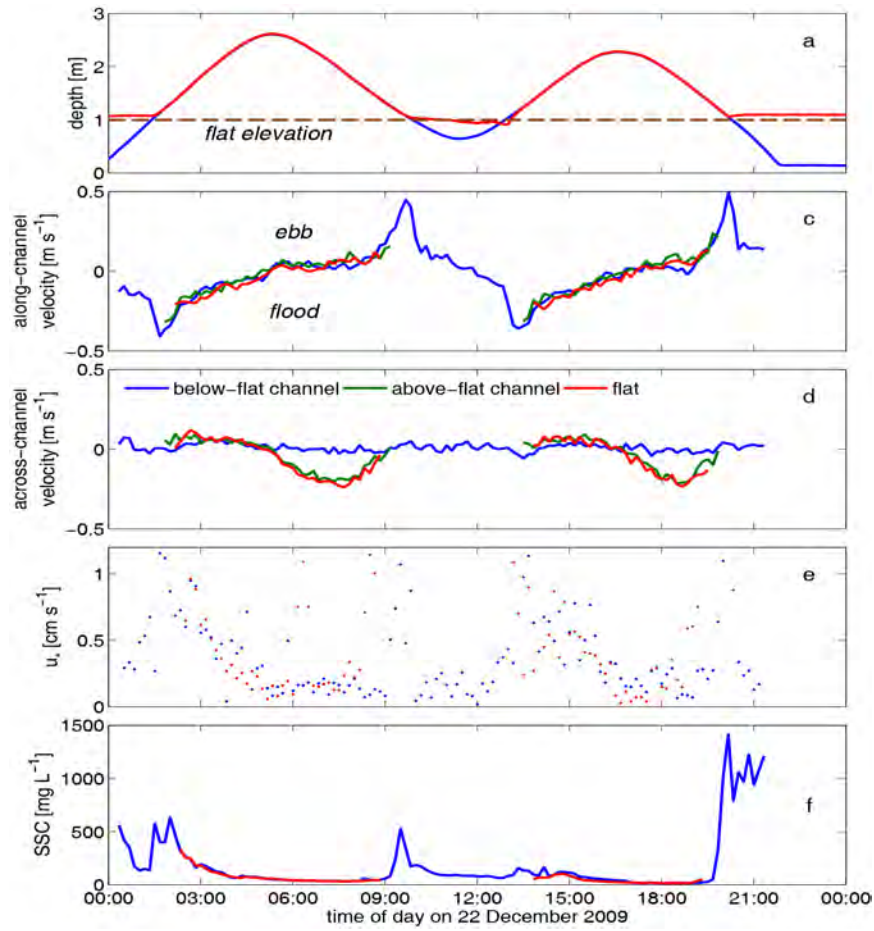 3
2
1
0
depth [m]
a
flat elevation
0.5
0
−0.5
along-channel
velocity [m s⁻¹]
c
ebb
flood
0.5
0
−0.5
across-channel
velocity [m s⁻¹]
below-flat channel above-flat channel flat
d
1
0.5
0
u* [cm s⁻¹]
e
1500
1000
500
0
SSC [mg L⁻¹]
f
00:00 03:00 06:00 09:00 12:00 15:00 18:00 21:00 00:00
time of day on 22 December 2009